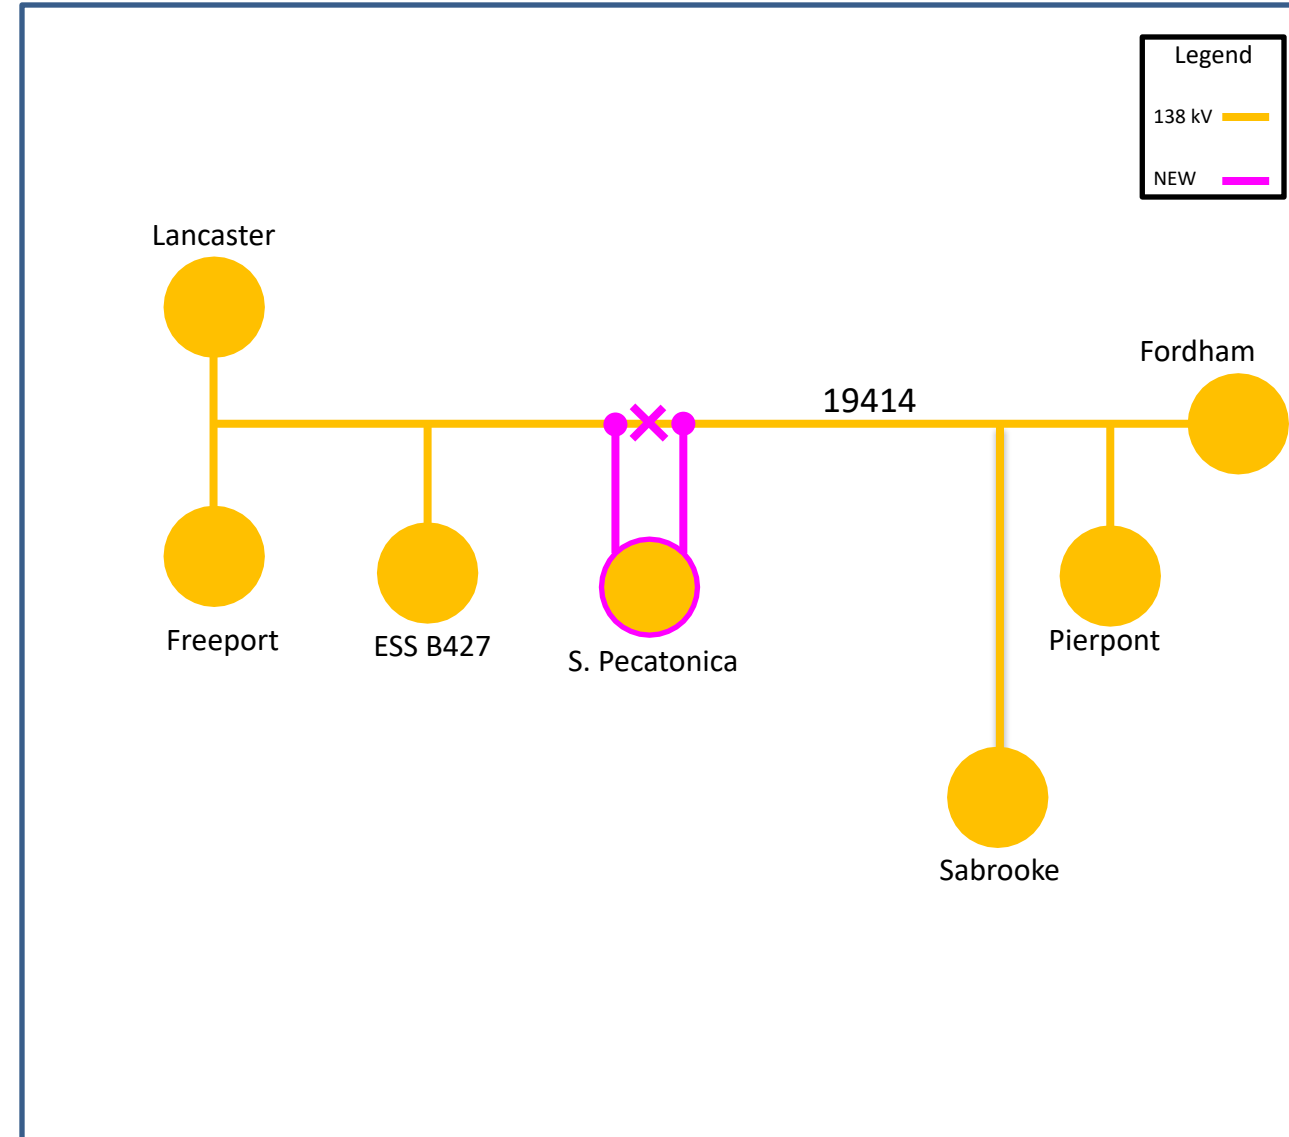 Legend
138 kV
NEW
Lancaster
Fordham
19414
Freeport
ESS B427
S. Pecatonica
Pierpont
Sabrooke